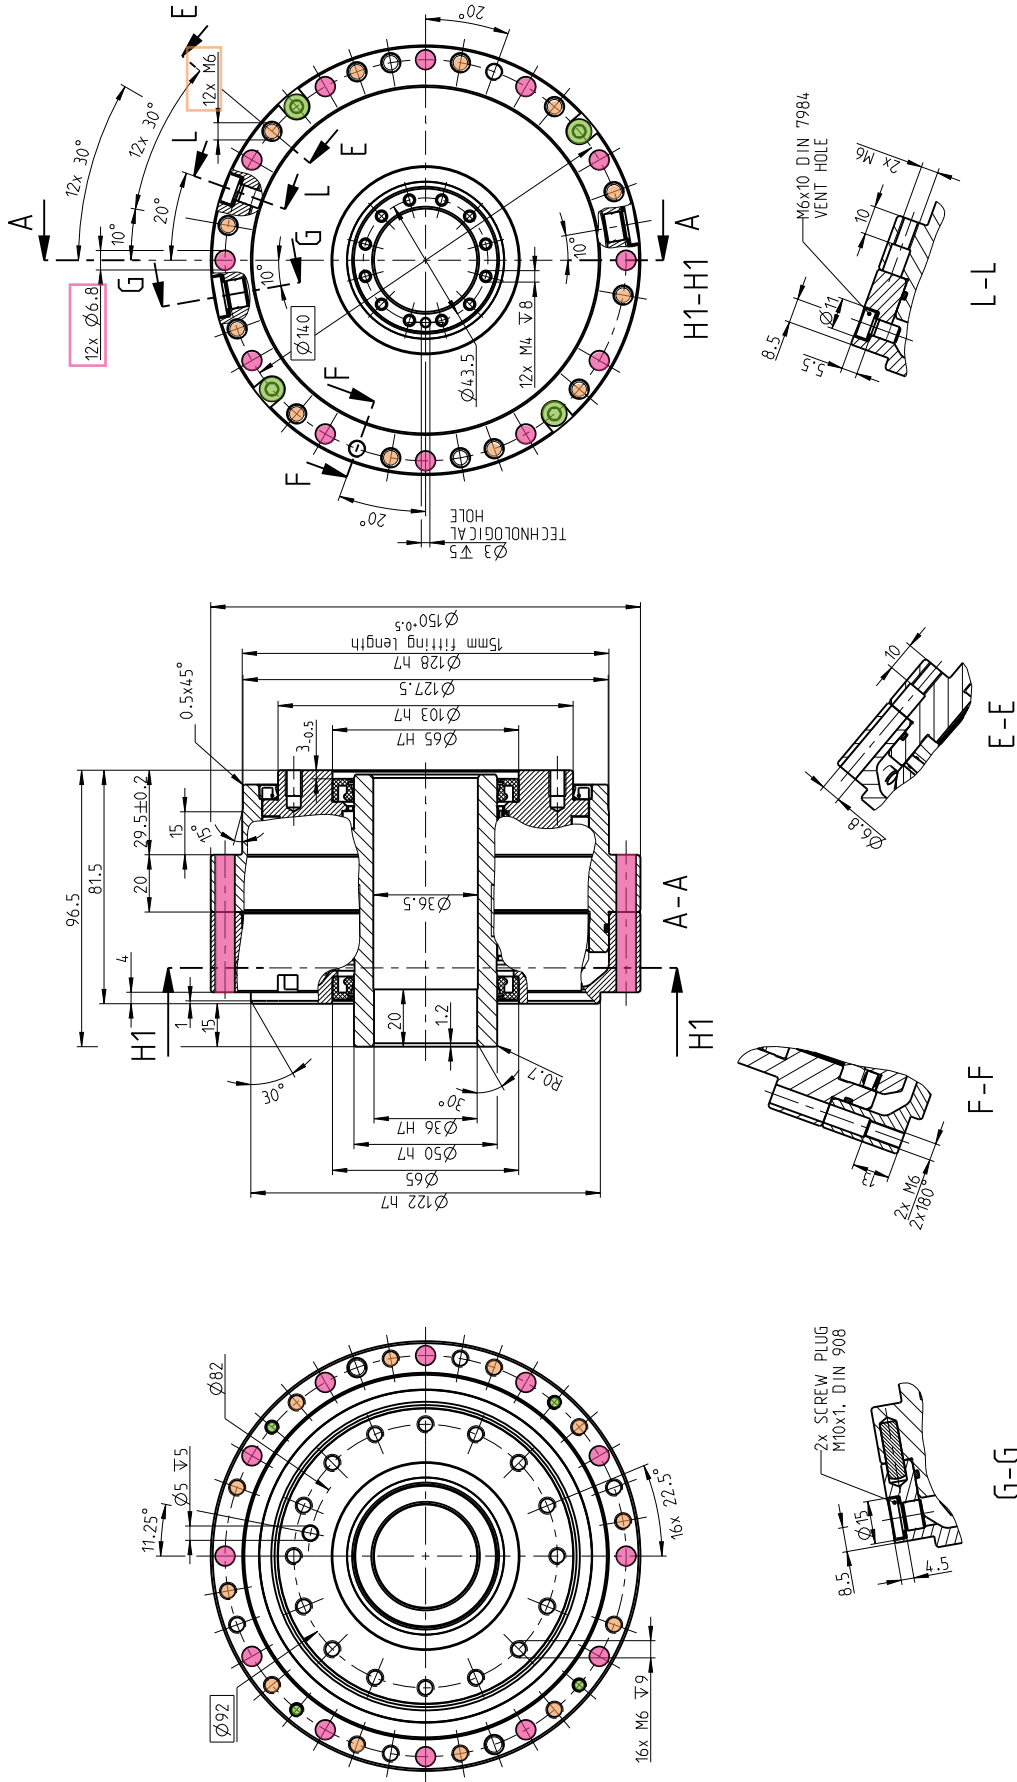 E
20°
12x M6
12x 30°
12x 30°
L
20°
10°
A
G
12x Ø6.8
E
L
G
10°
10°
A
Ø140
F
H1-H1
12x M4 ↧8
Ø43.5
F
20°
TECHNOLOGICAL
HOLE
Ø3 ↧5
M6x10 DIN 7984
VENT HOLE
2x M6
10
Ø11
8.5
5.5
L-L
Ø150+0.5
15mm fitting length
Ø128 h7
Ø127.5
Ø103 h7
Ø65 H7
0.5x45°
3-0.5
29.5±0.2
15
15°
20
81.5
96.5
4
1
15
H1
H1
Ø36.5
20
1.2
A-A
30°
30°
R0.7
Ø36 H7
Ø50 h7
Ø65
Ø122 h7
10
Ø6.8
E-E
13
2x M6
2x180°
F-F
Ø82
Ø5 ↧5
11.25°
16x 22.5°
Ø92
16x M6 ↧9
2x SCREW PLUG
M10x1, DIN 908
Ø15
8.5
4.5
G-G